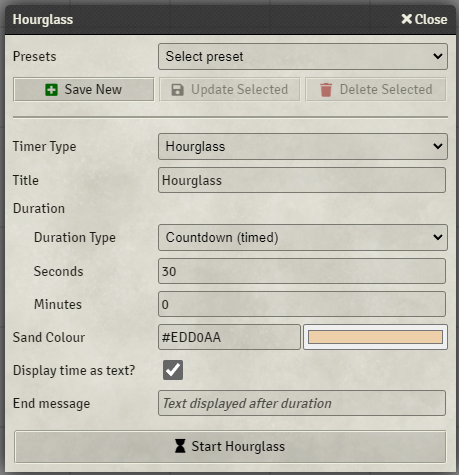 Hourglass
Close
Presets
Select preset
Save New
Update Selected
Delete Selected
Timer Type
Hourglass
Title
Hourglass
Duration
Duration Type
Countdown (timed)
Seconds
30
Minutes
0
Sand Colour
#EDD0AA
Display time as text?
End message
Text displayed after duration
Start Hourglass